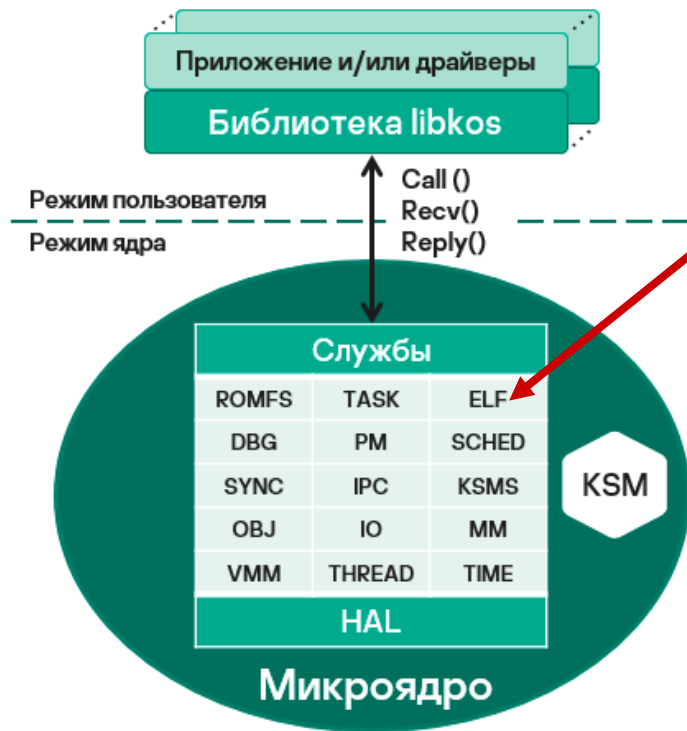 Приложение и/или драйверы
Библиотека libkos
Call ()
Режим пользователя
Recv()
Режим ядра
Reply()
Службы
ROMFS TASK ELF
DBG PM SCHED
SYNC IPC KSMS
KSM
OBJ IO MM
VMM THREAD TIME
HAL
Микроядро